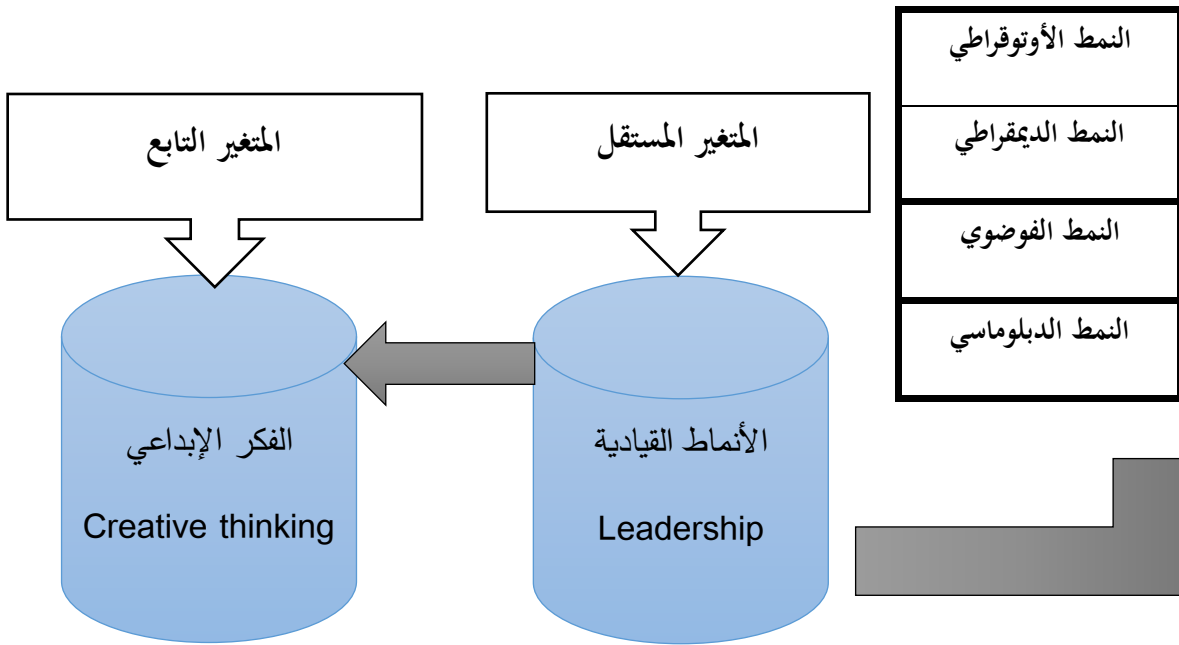 النمط الأوتوقراطي
النمط الديمقراطي
النمط الفوضوي
النمط الدبلوماسي
المتغير المستقل
المتغير التابع
الأنماط القيادية
Leadership
الفكر الإبداعي
Creative thinking